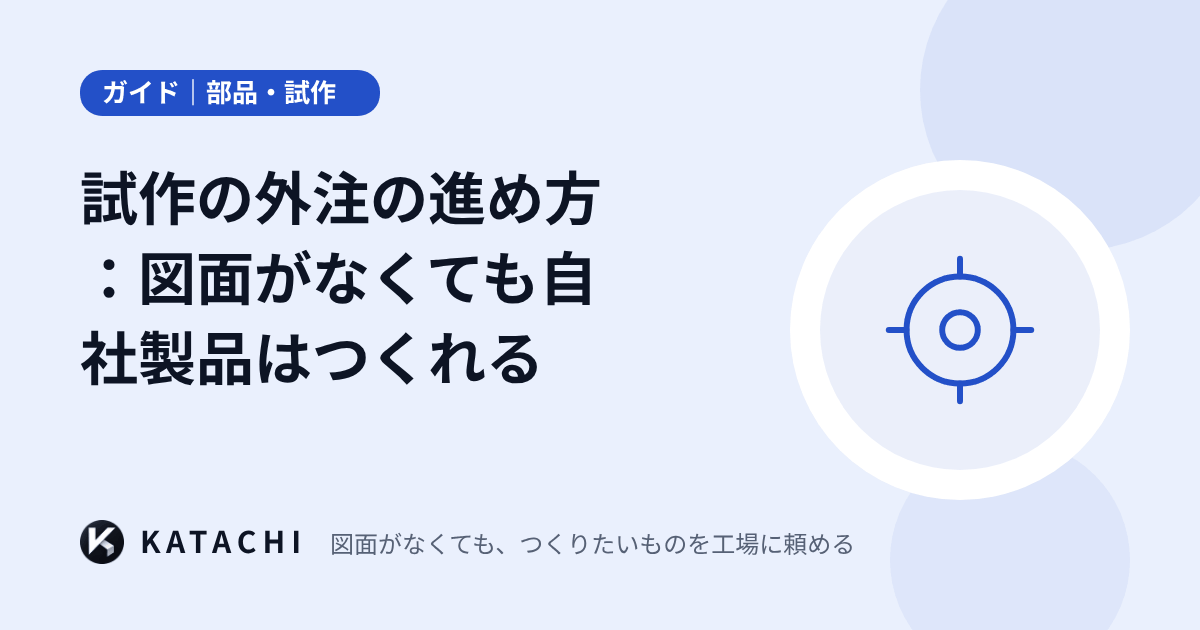 ガイド｜部品・試作
試作の外注の進め方
：図面がなくても自
社製品はつくれる
KATACHI 図面がなくても、つくりたいものを工場に頼める